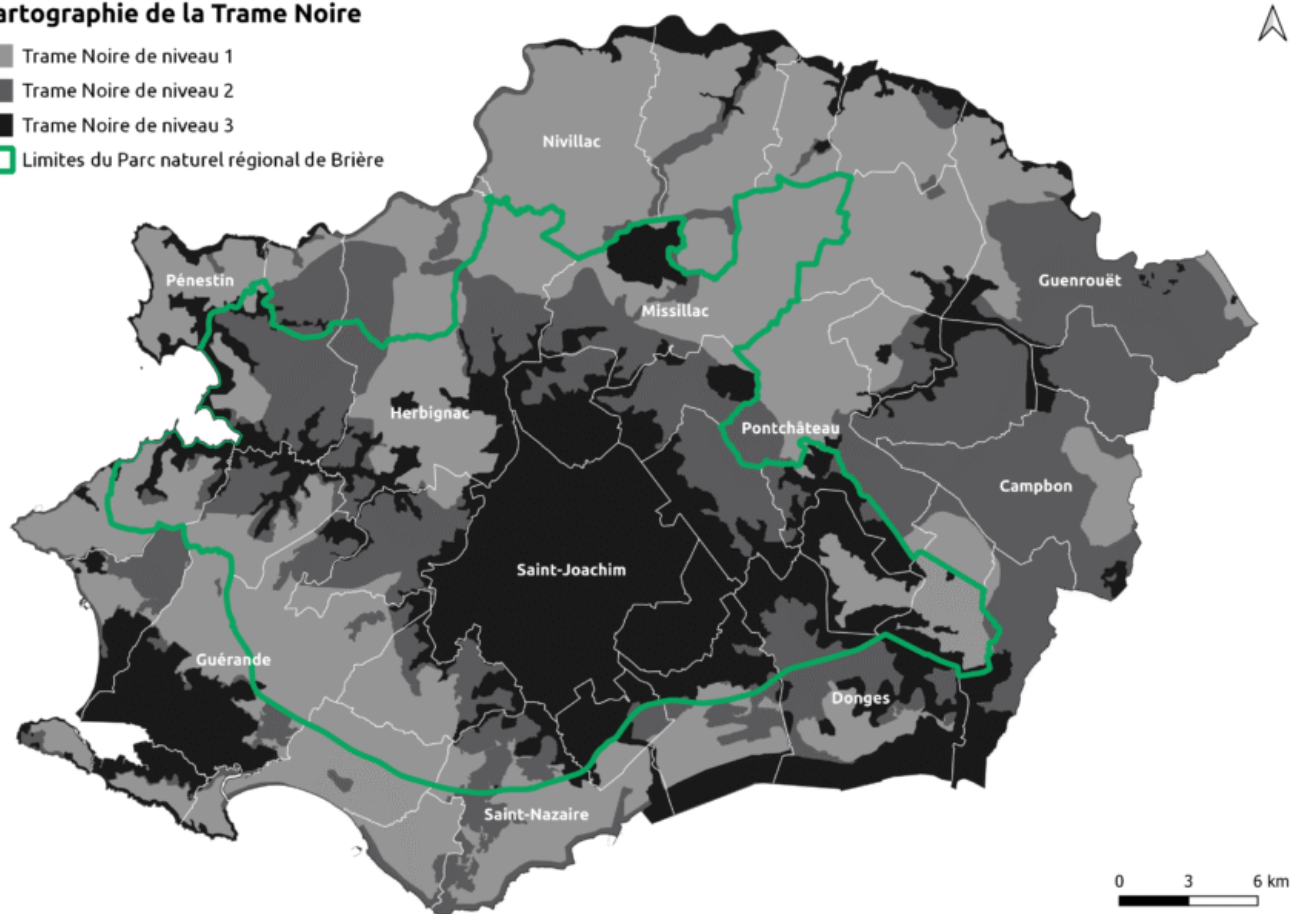 artographie de la Trame Noire
Trame Noire de niveau 1
Trame Noire de niveau 2
Trame Noire de niveau 3
Limites du Parc naturel régional de Brière
Nivillac
Pénestin
Guenrouët
Missillac
Herbignac
Pontchâteau
Campbon
Saint-Joachim
Guérande
Donges
Saint-Nazaire
0 3 6 km